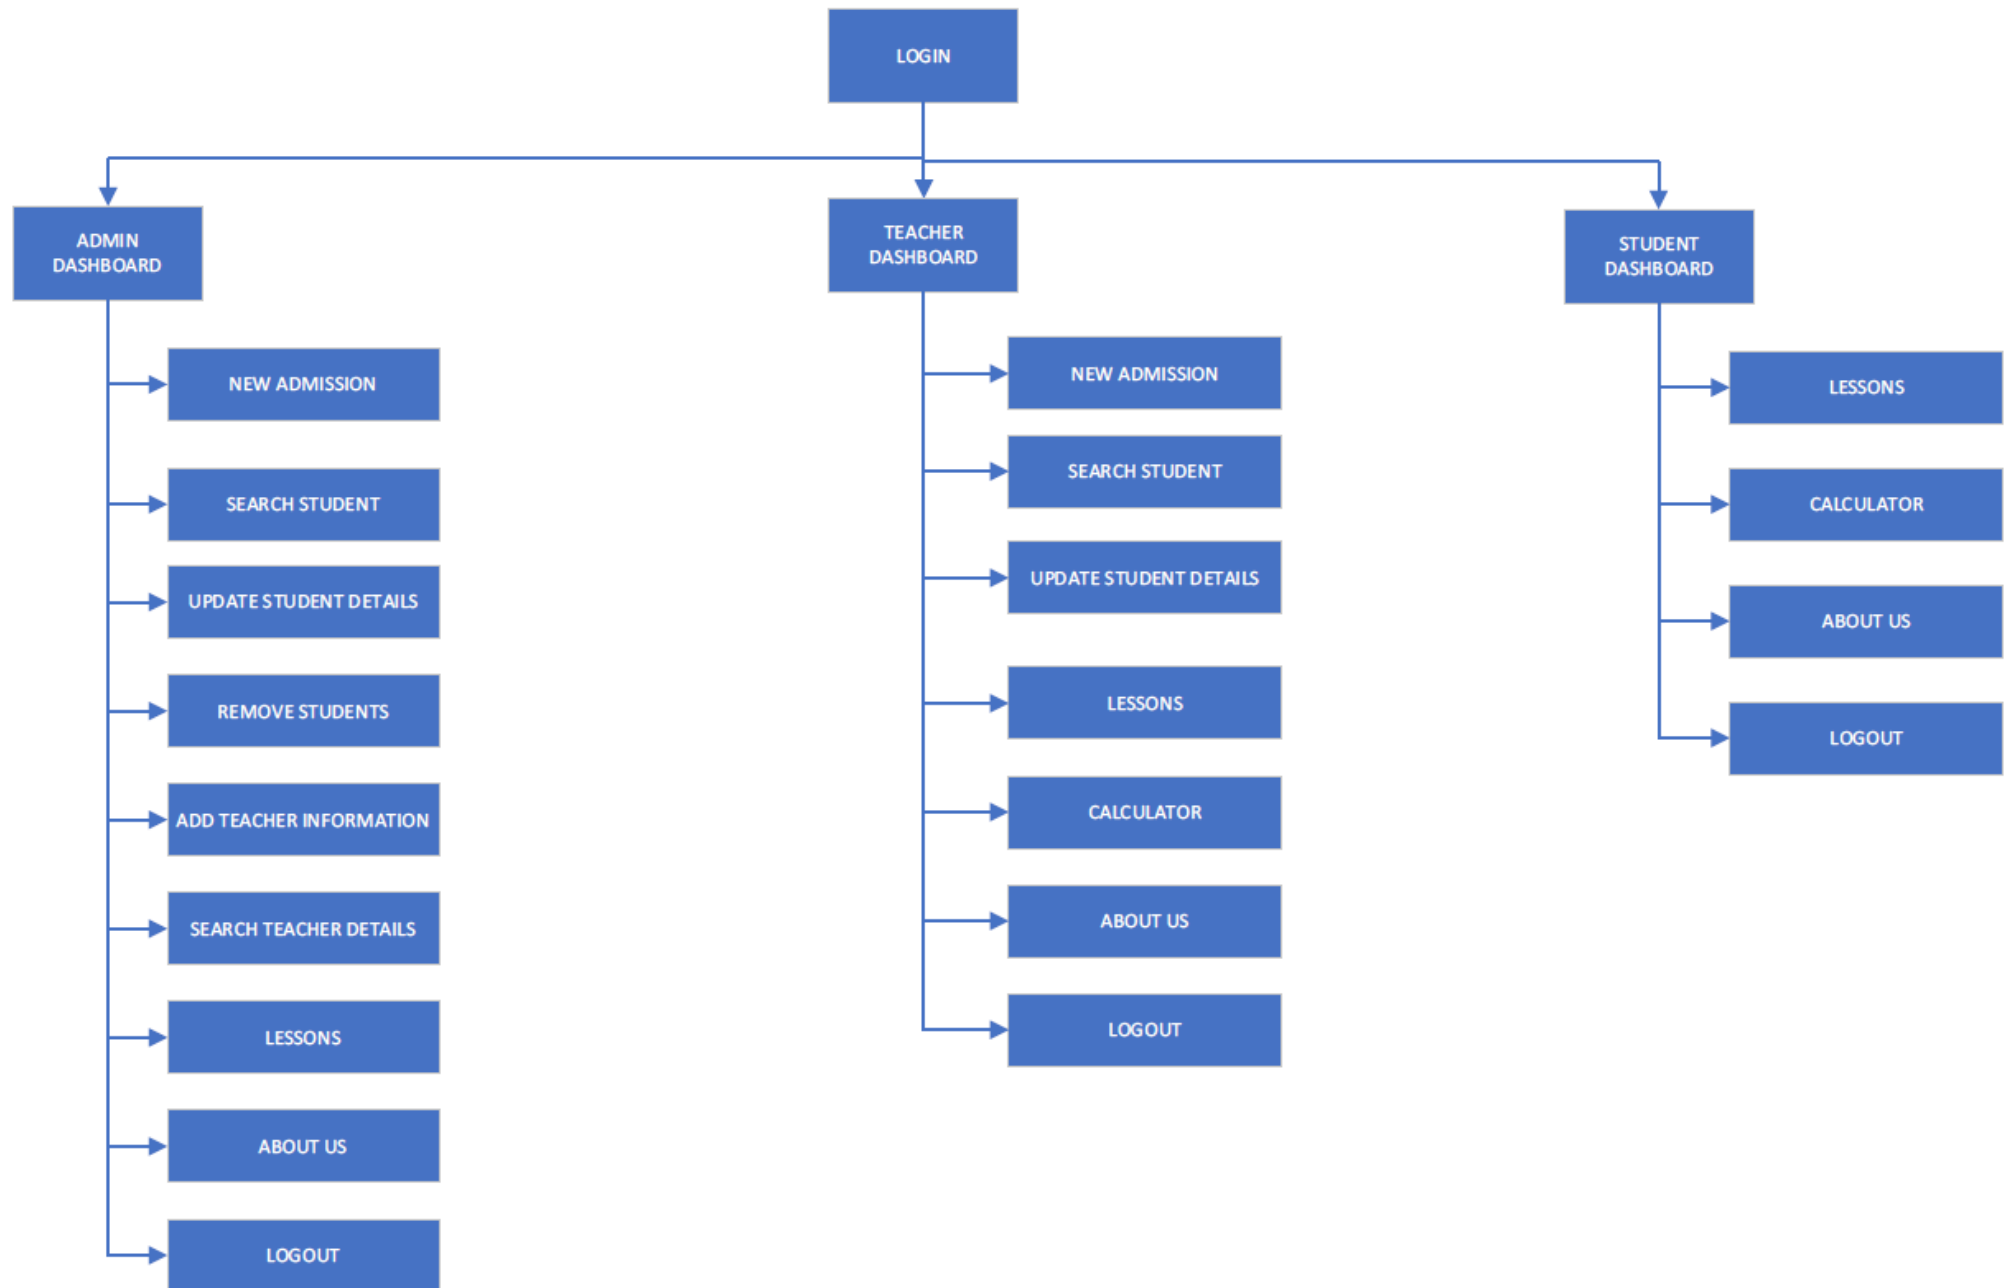 LOGIN
ADMIN
DASHBOARD
NEW ADMISSION
SEARCH STUDENT
UPDATE STUDENT DETAILS
REMOVE STUDENTS
ADD TEACHER INFORMATION
SEARCH TEACHER DETAILS
LESSONS
ABOUT US
LOGOUT
TEACHER
DASHBOARD
NEW ADMISSION
SEARCH STUDENT
UPDATE STUDENT DETAILS
LESSONS
CALCULATOR
ABOUT US
LOGOUT
STUDENT
DASHBOARD
LESSONS
CALCULATOR
ABOUT US
LOGOUT